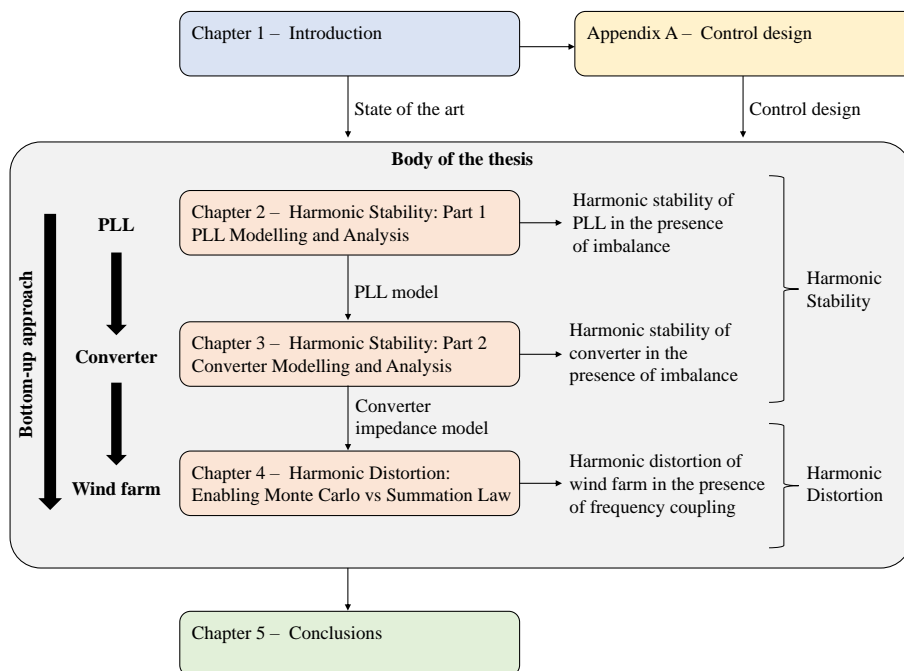 Chapter 1 – Introduction
Appendix A – Control design
State of the art
Control design
Body of the thesis
Bottom-up approach
PLL
Chapter 2 – Harmonic Stability: Part 1
PLL Modelling and Analysis
Harmonic stability of
PLL in the presence
of imbalance
PLL model
Harmonic
Stability
Converter
Chapter 3 – Harmonic Stability: Part 2
Converter Modelling and Analysis
Harmonic stability of
converter in the
presence of imbalance
Converter
impedance model
Wind farm
Chapter 4 – Harmonic Distortion:
Enabling Monte Carlo vs Summation Law
Harmonic distortion of
wind farm in the presence
of frequency coupling
Harmonic
Distortion
Chapter 5 – Conclusions